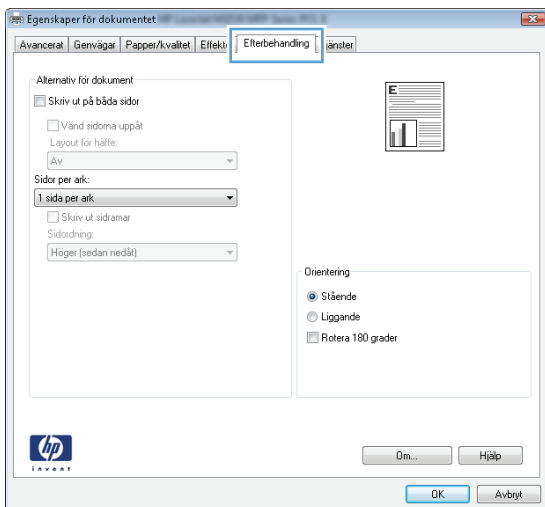 Egenskaper för dokumentet
Avancerat Genvägar Papper/kvalitet Effekt Efterbehandling änster
Alternativ för dokument
Skriv ut på båda sidor
Vänd sidorna uppåt
Layout för häfte:
Av
Sidor per ark:
1 sida per ark
Skriv ut sidramar
Sidordning:
Höger (sedan nedåt)
E
Orientering
Stående
Liggande
Rotera 180 grader
hp
invent
Om... Hjälp
OK Avbryt